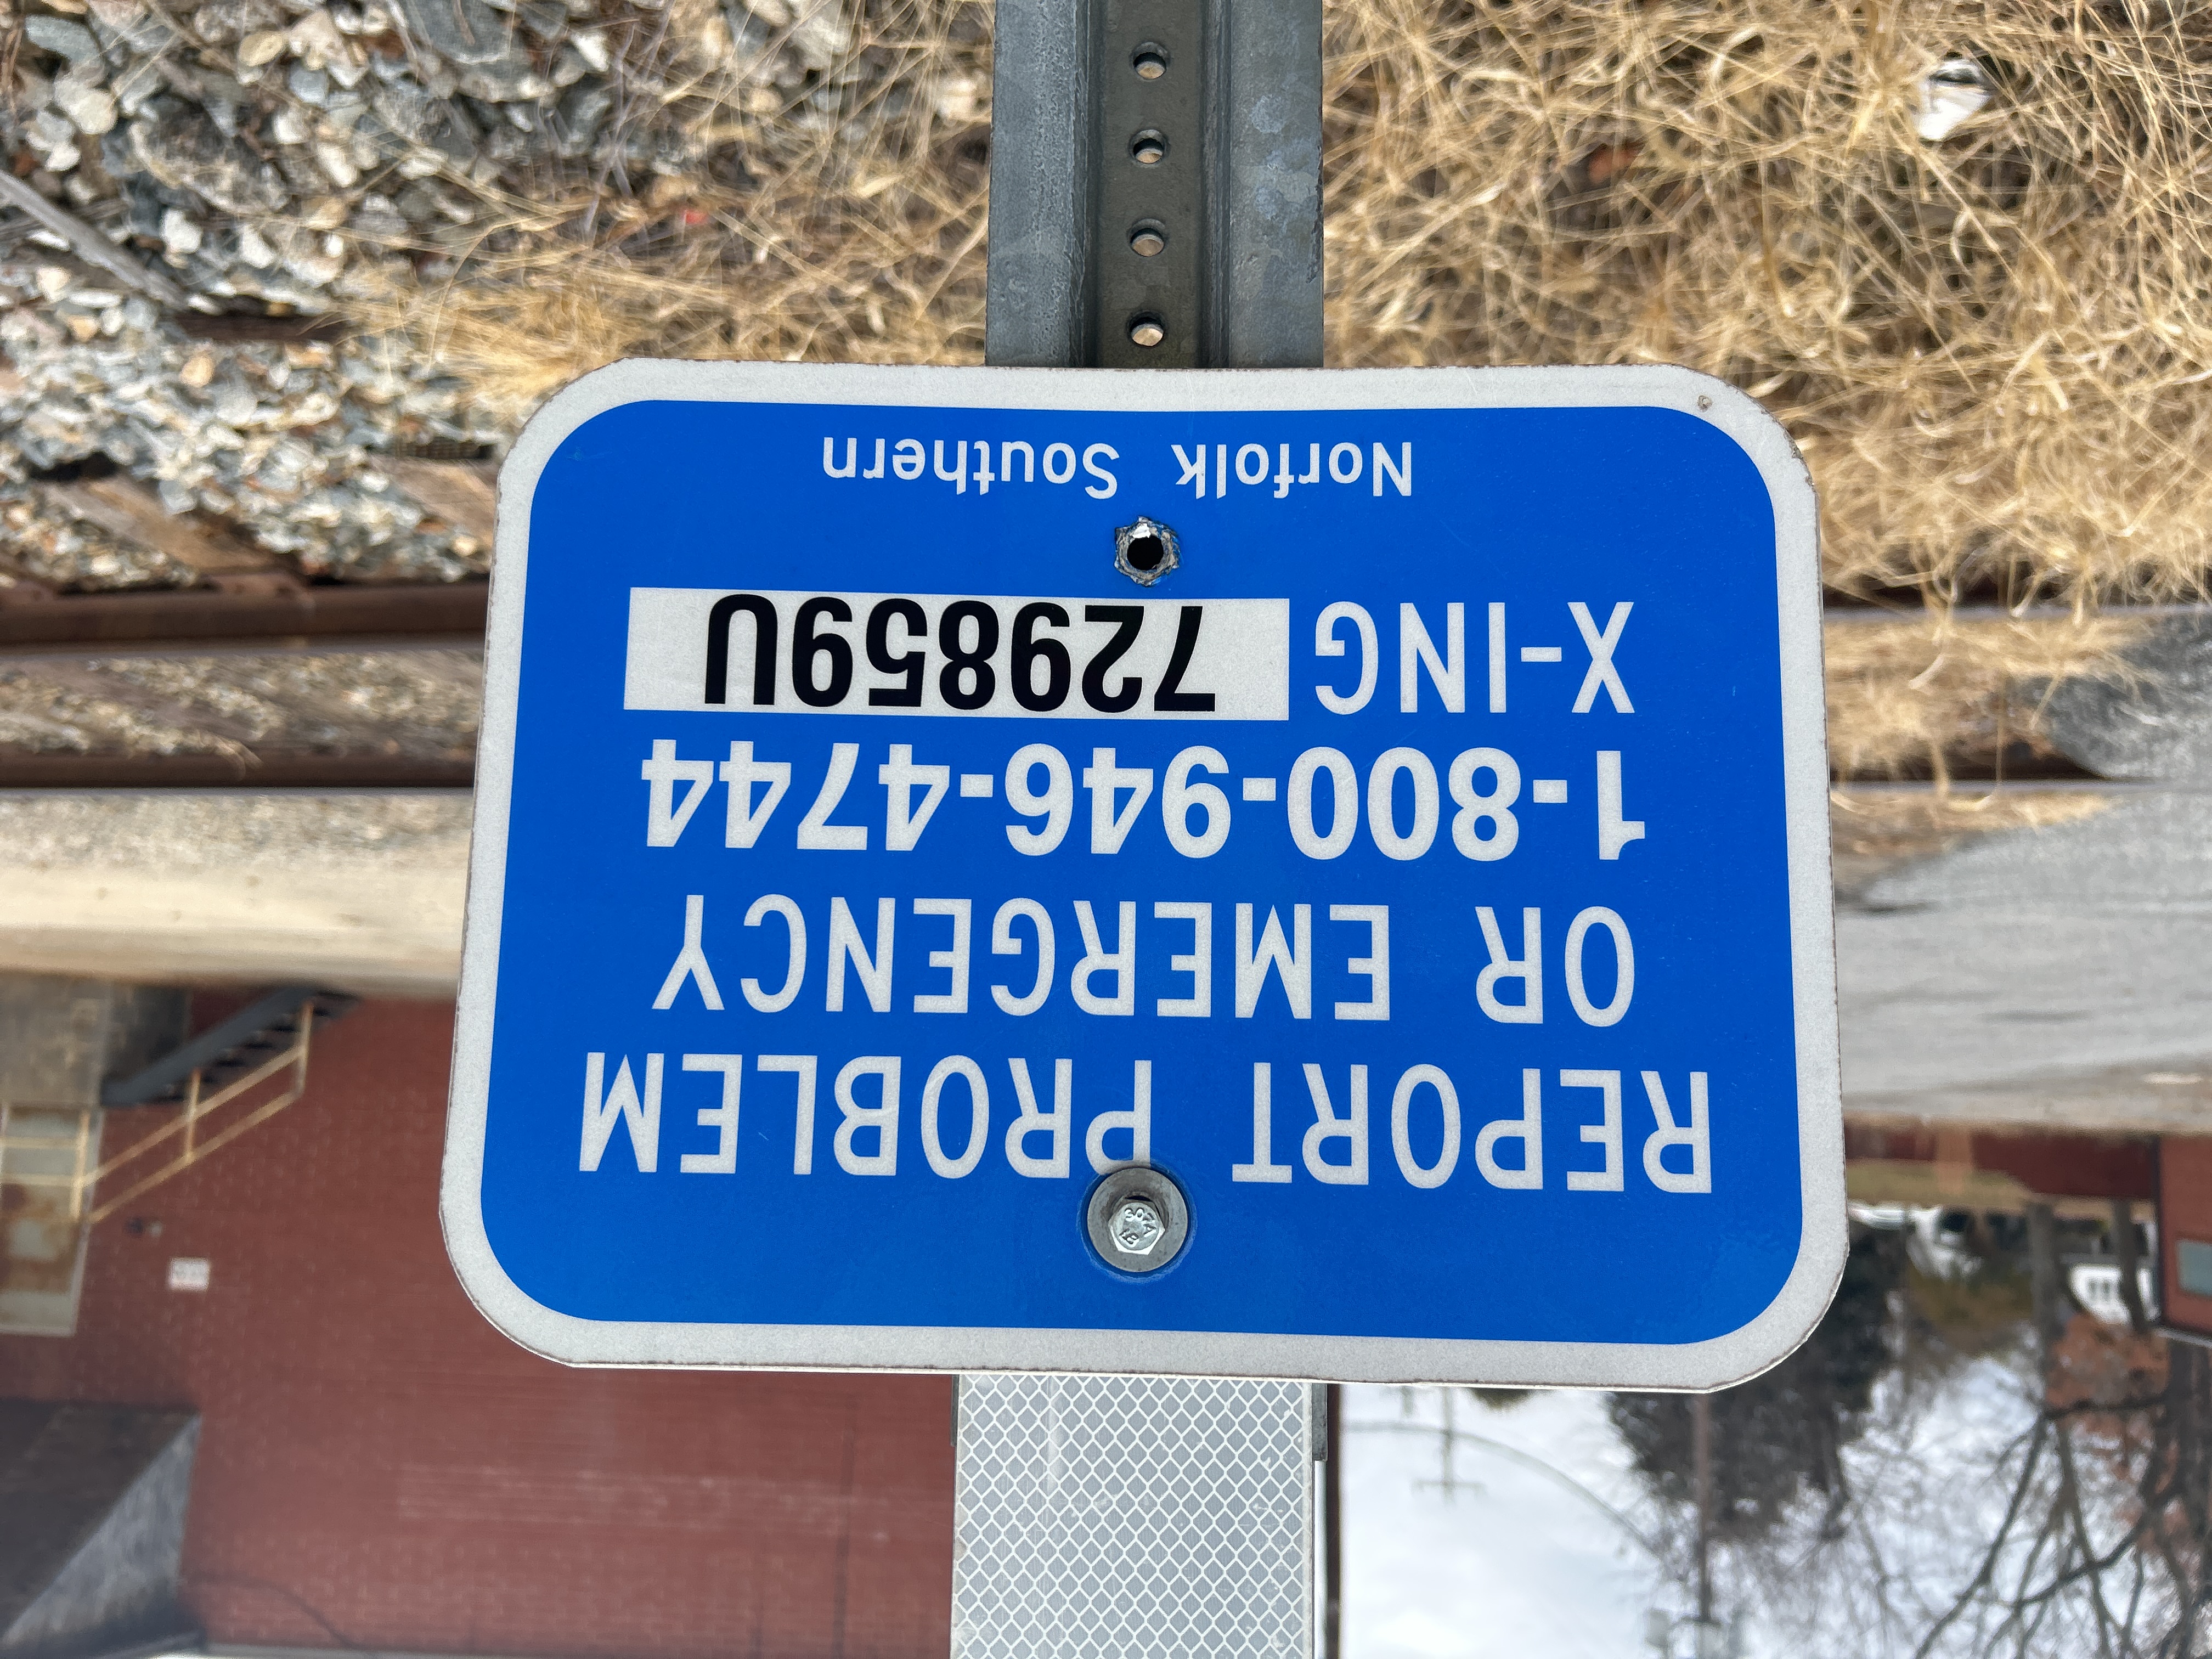 REPORT PROBLEM
OR EMERGENCY
1-800-946-4744
X-ING 729859U
Norfolk Southern